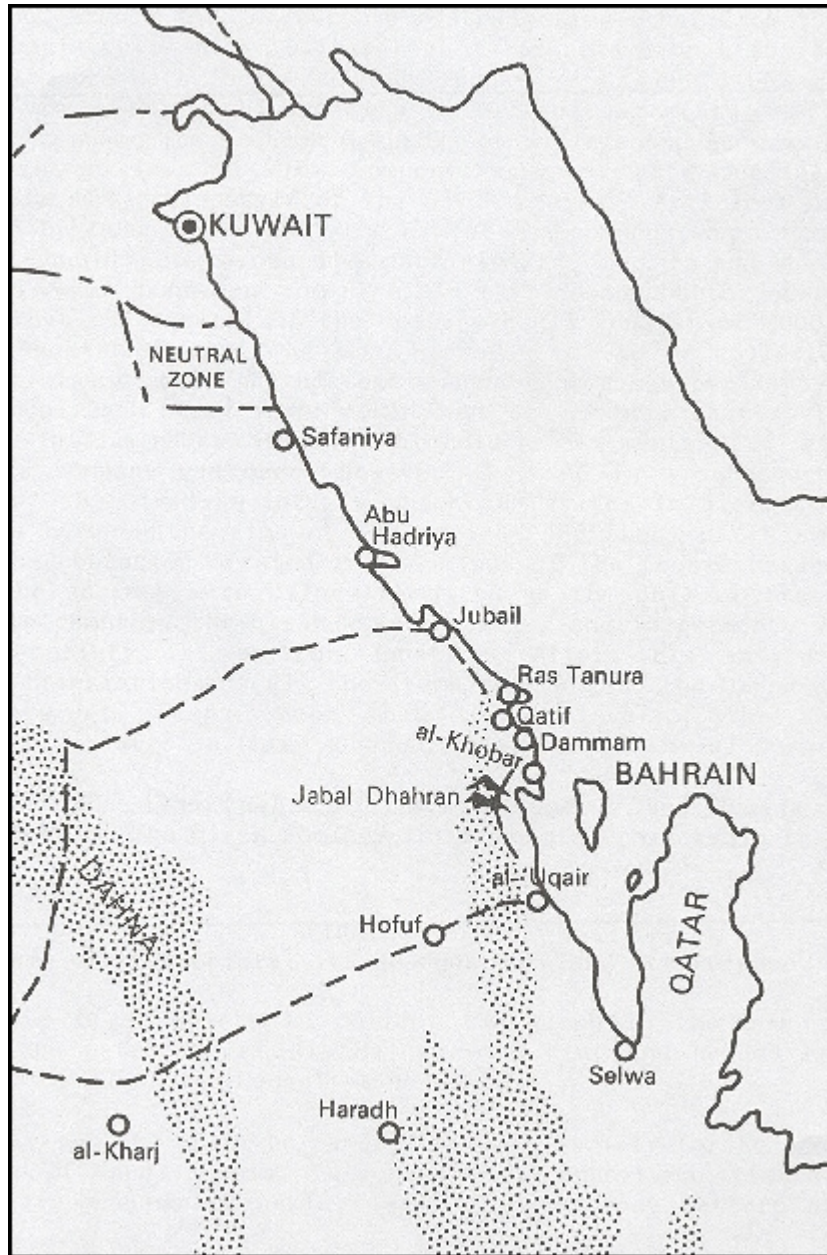 KUWAIT
NEUTRAL
ZONE
Safaniya
Abu
Hadriya
Jubail
Ras Tanura
Qatif
al-Khobar
Dammam
BAHRAIN
Jabal Dhahran
DAHNA
al-Uqair
Hofuf
QATAR
Selwa
Haradh
al-Kharj